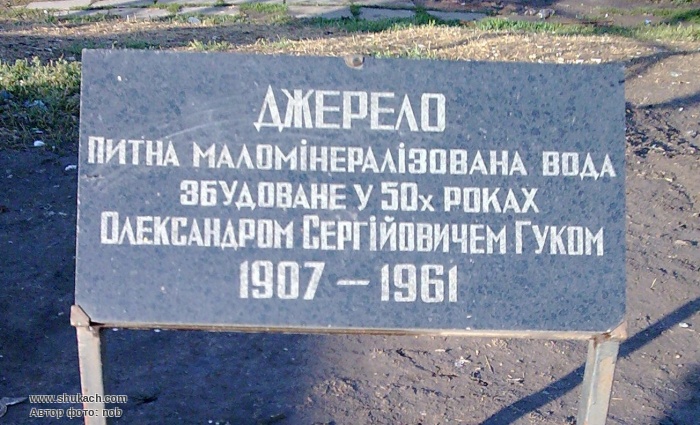 ДЖЕРЕЛО
ПИТНА МАЛОМІНЕРАЛІЗОВАНА ВОДА
ЗБУДОВАНЕ У 50х РОКАХ
ОЛЕКСАНДРОМ СЕРГІЙОВИЧЕМ ГУКОМ
1907 — 1961
www.shukach.com
Автор фото: nob